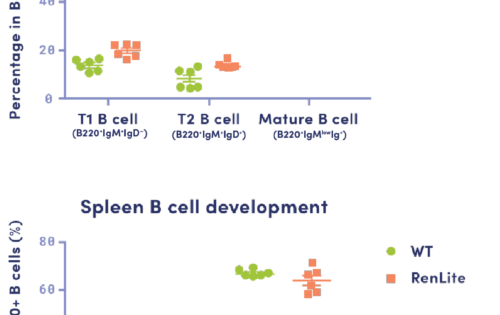 40
Percentage in B
20
0
T1 B cell
(B220⁺IgM⁺IgD⁻)
T2 B cell
(B220⁺IgM⁺IgD⁺)
Mature B cell
(B220⁺IgMˡᵒʷIg⁺)
Spleen B cell development
80
60
0+ B cells (%)
WT
RenLite